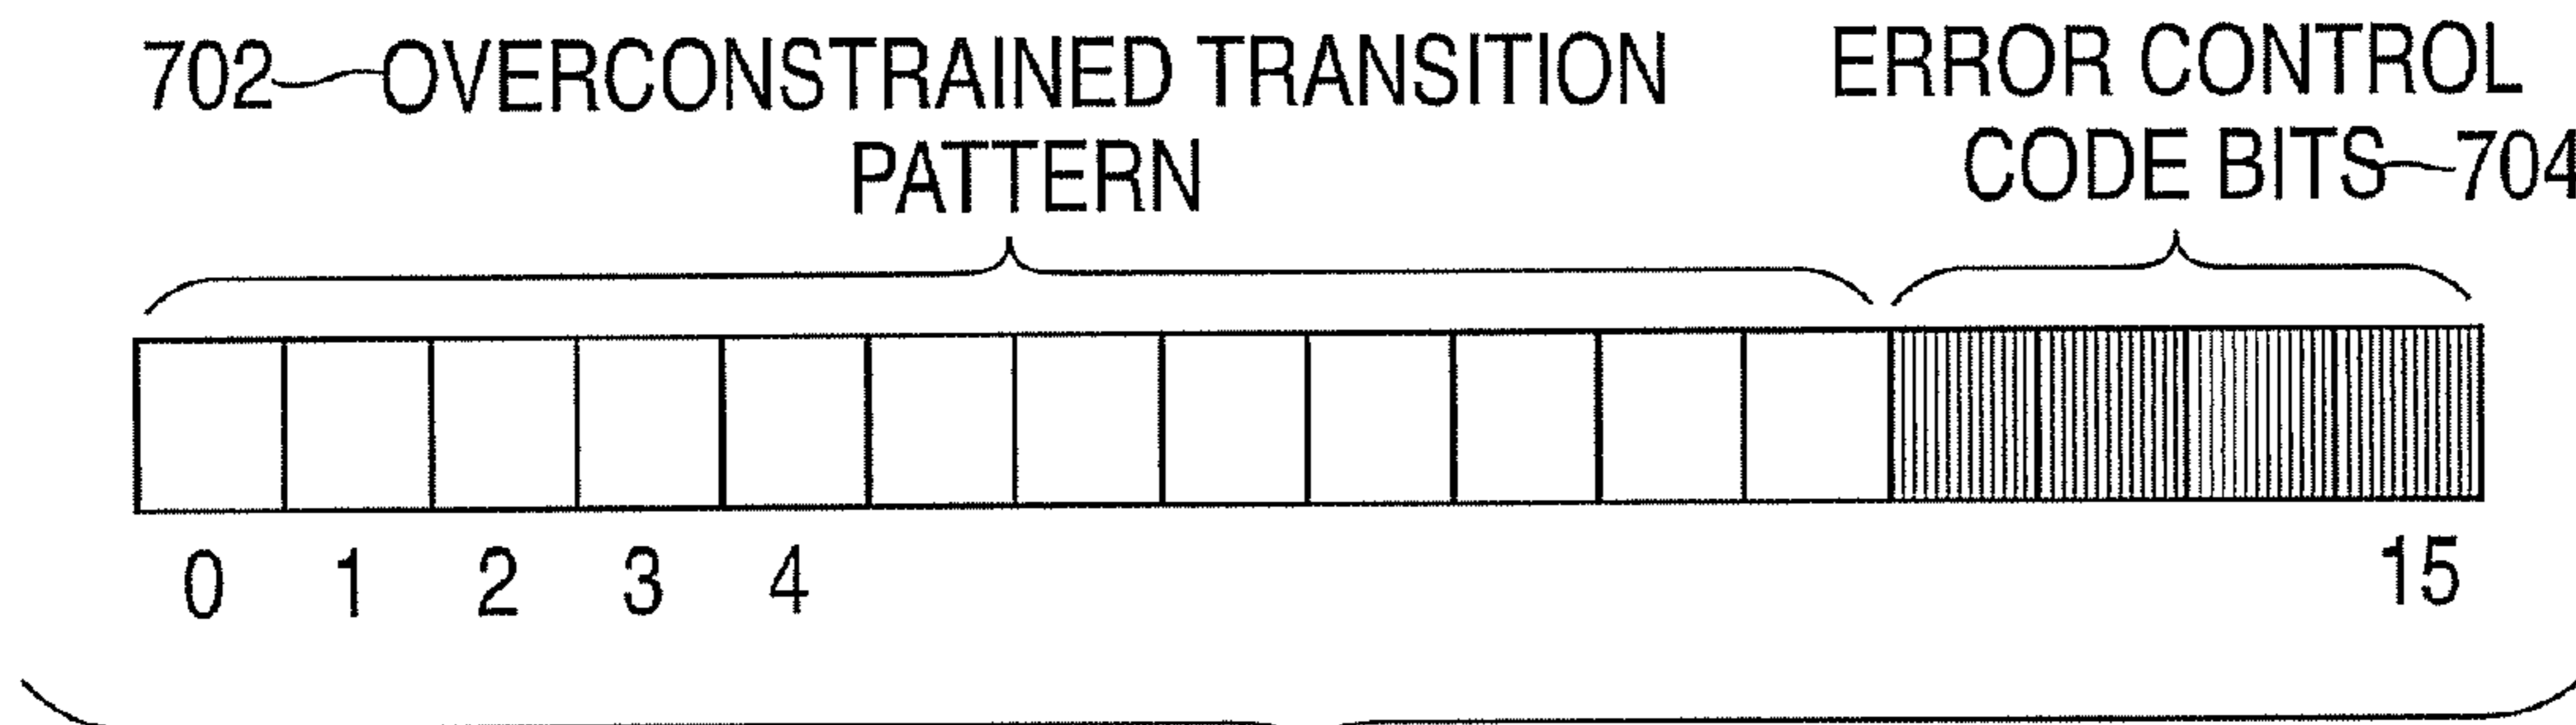 702 OVERCONSTRAINED TRANSITION
PATTERN
ERROR CONTROL
CODE BITS 704
0 1 2 3 4 15